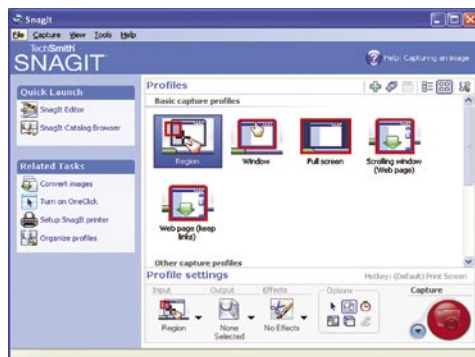 SnagIt
File Capture View Tools Help
TechSmith
SNAGIT
Help: Capturing an image
Quick Launch
SnagIt Editor
SnagIt Catalog Browser
Related Tasks
Convert images
Turn on OneClick
Setup SnagIt printer
Organize profiles
Profiles
Basic capture profiles
Region
Window
Full screen
Scrolling window
(Web page)
Web page (keep
links)
Other capture profiles
Profile settings
Hotkey: (Default) Print Screen
Input
Output
Effects
Options
Capture
Region
None
Selected
No Effects